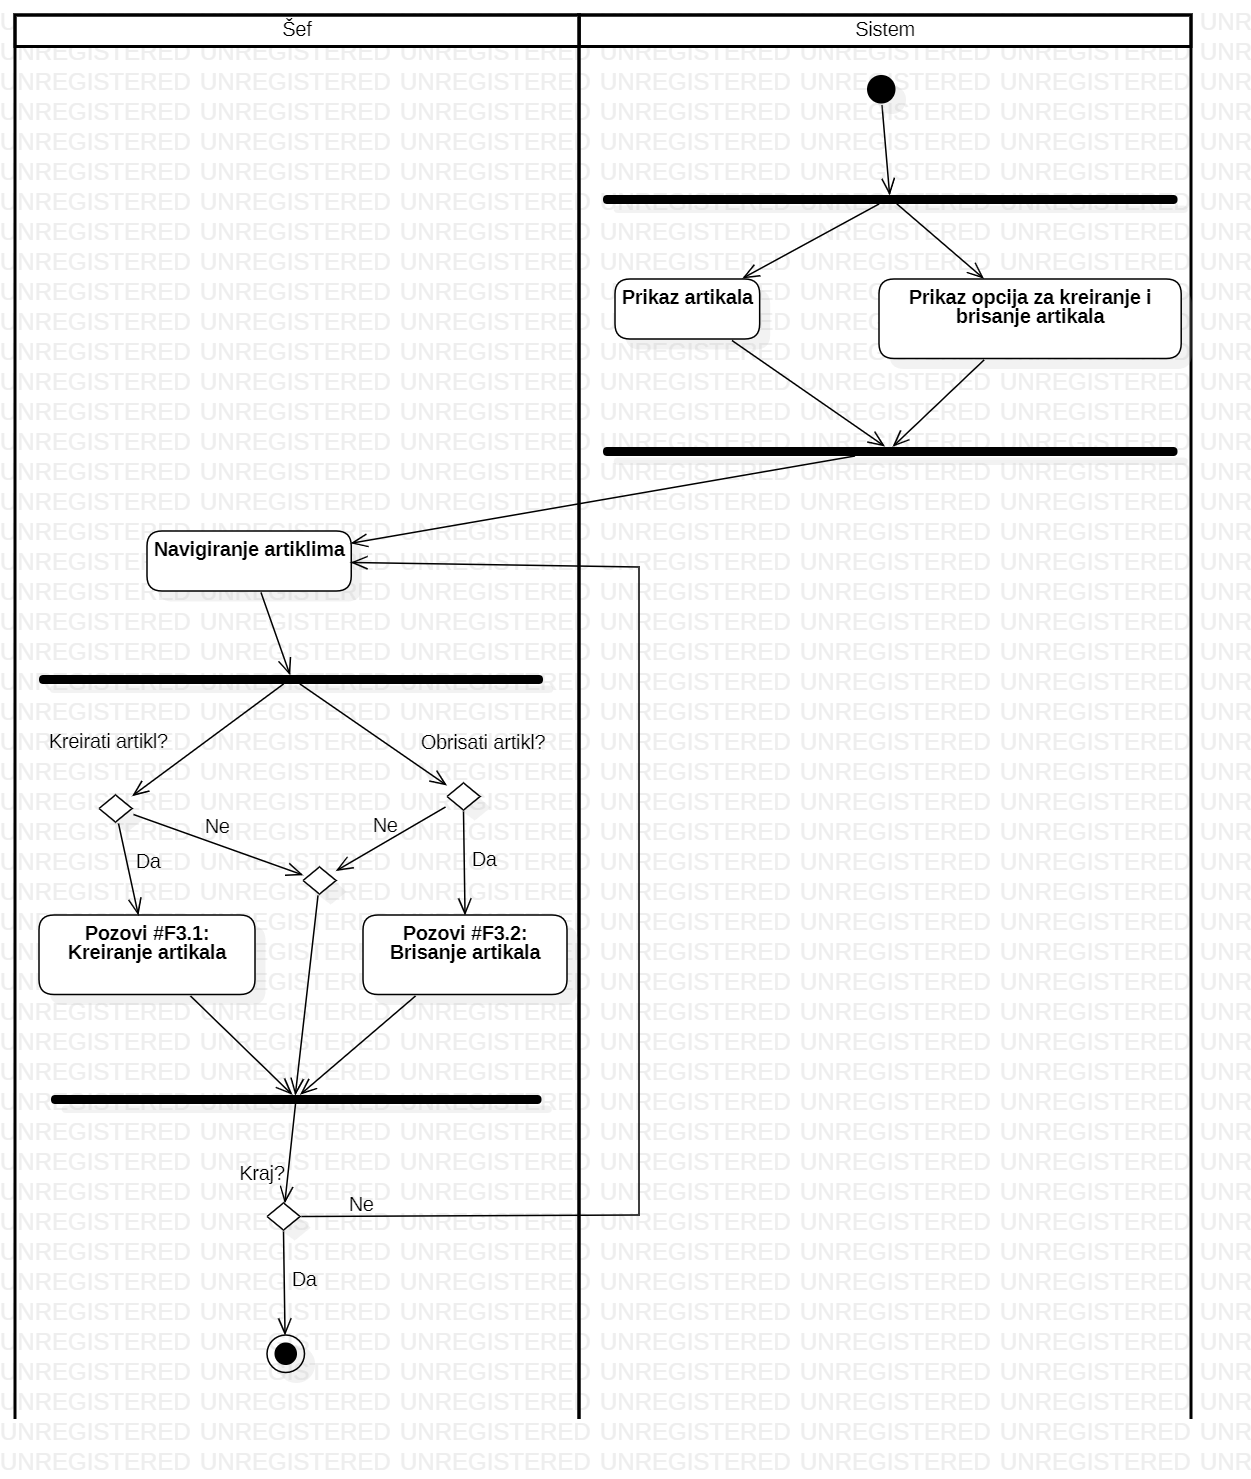 Šef
Sistem
Prikaz artikala
Prikaz opcija za kreiranje i
brisanje artikala
Navigiranje artiklima
Kreirati artikl?
Obrisati artikl?
Ne
Ne
Da
Da
Pozovi #F3.1:
Kreiranje artikala
Pozovi #F3.2:
Brisanje artikala
Kraj?
Ne
Da
UNREGISTERED